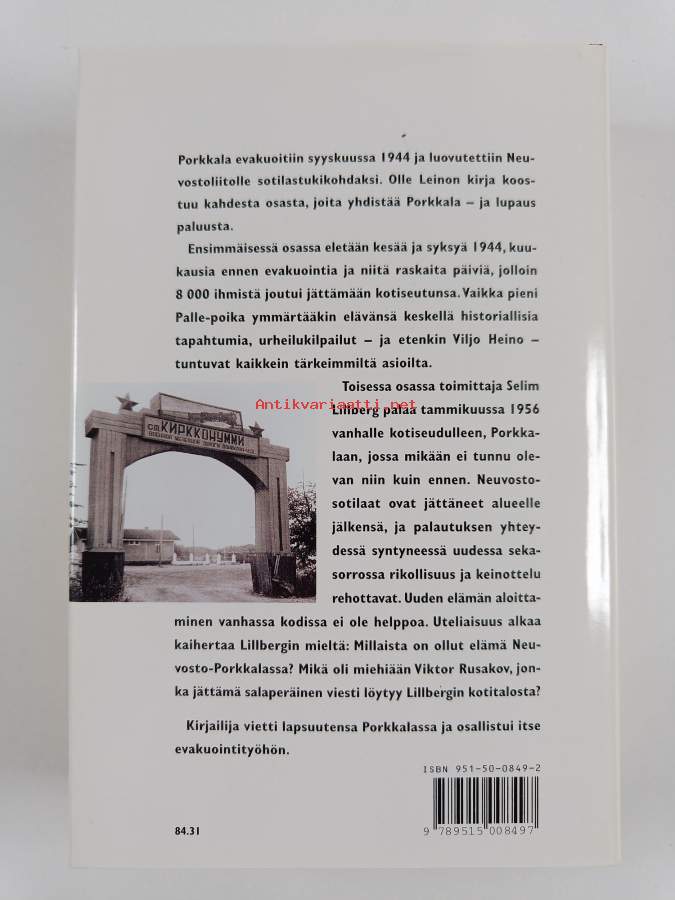 Porkkala evakuoitiin syyskuussa 1944 ja luovutettiin Neu-
vostoliitolle sotilastukikohdaksi. Olle Leinon kirja koos-
tuu kahdesta osasta, joita yhdistää Porkkala – ja lupaus
paluusta.
Ensimmäisessä osassa eletään kesää ja syksyä 1944, kuu-
kausia ennen evakuointia ja niitä raskaita päiviä, jolloin
8 000 ihmistä joutui jättämään kotiseutunsa. Vaikka pieni
Palle-poika ymmärtääkin elävänsä keskellä historiallisia
tapahtumia, urheilukilpailut – ja etenkin Viljo Heino –
tuntuvat kaikkein tärkeimmiltä asioilta.
Toisessa osassa toimittaja Selim
Antikvariaatti.net
Lillberg palaa tammikuussa 1956
vanhalle kotiseudulleen, Porkka-
laan, jossa mikään ei tunnu ole-
van niin kuin ennen. Neuvosto-
sotilaat ovat jättäneet alueelle
jälkensä, ja palautuksen yhtey-
dessä syntyneessä uudessa seka-
sorrossa rikollisuus ja keinottelu
rehottavat. Uuden elämän aloitta-
minen vanhassa kodissa ei ole helppoa. Uteliaisuus alkaa
kaihertaa Lillbergin mieltä: Millaista on ollut elämä Neu-
vosto-Porkkalassa? Mikä oli miehiään Viktor Rusakov, jon-
ka jättämä salaperäinen viesti löytyy Lillbergin kotitalosta?
Kirjailija vietti lapsuutensa Porkkalassa ja osallistui itse
evakuointityöhön.
ст. КИРККОНУММИ
ISBN 951-50-0849-2
9 789515 008497
84.31